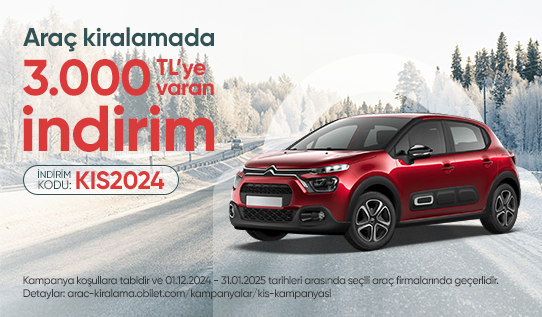 Araç kiralamada
3.000 TL'ye varan
indirim
İNDİRİM KODU: KIS2024
Kampanya koşullara tabidir ve 01.12.2024 - 31.01.2025 tarihleri arasında seçili araç firmalarında geçerlidir.
Detaylar: arac-kiralama.obilet.com/kampanyalar/kis-kampanyasi